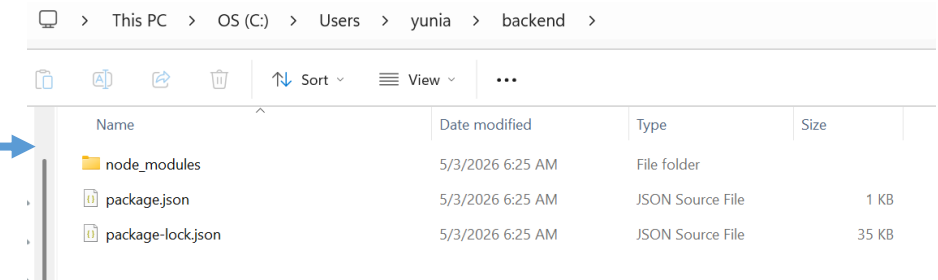 This PC > OS (C:) > Users > yunia > backend >
Sort View ...
Name Date modified Type Size
node_modules 5/3/2026 6:25 AM File folder
package.json 5/3/2026 6:25 AM JSON Source File 1 KB
package-lock.json 5/3/2026 6:25 AM JSON Source File 35 KB